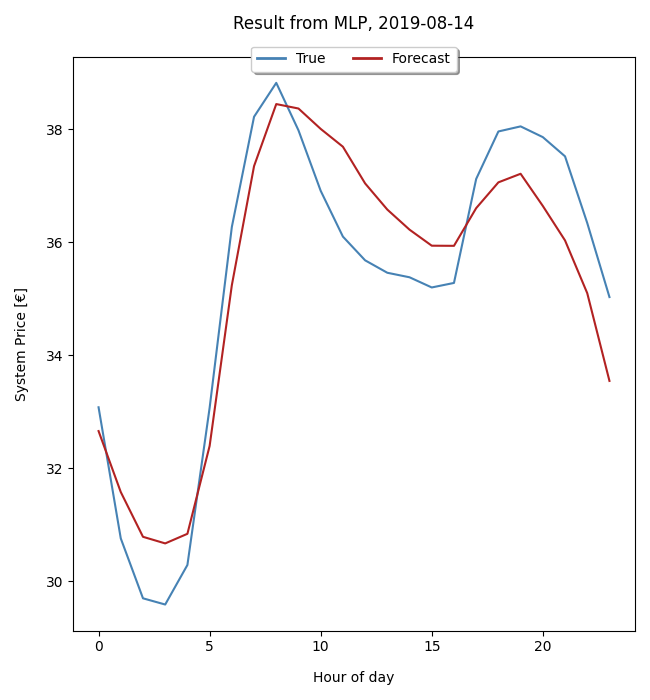 Result from MLP, 2019-08-14
True Forecast
System Price [€]
38
36
34
32
30
0 5 10 15 20
Hour of day